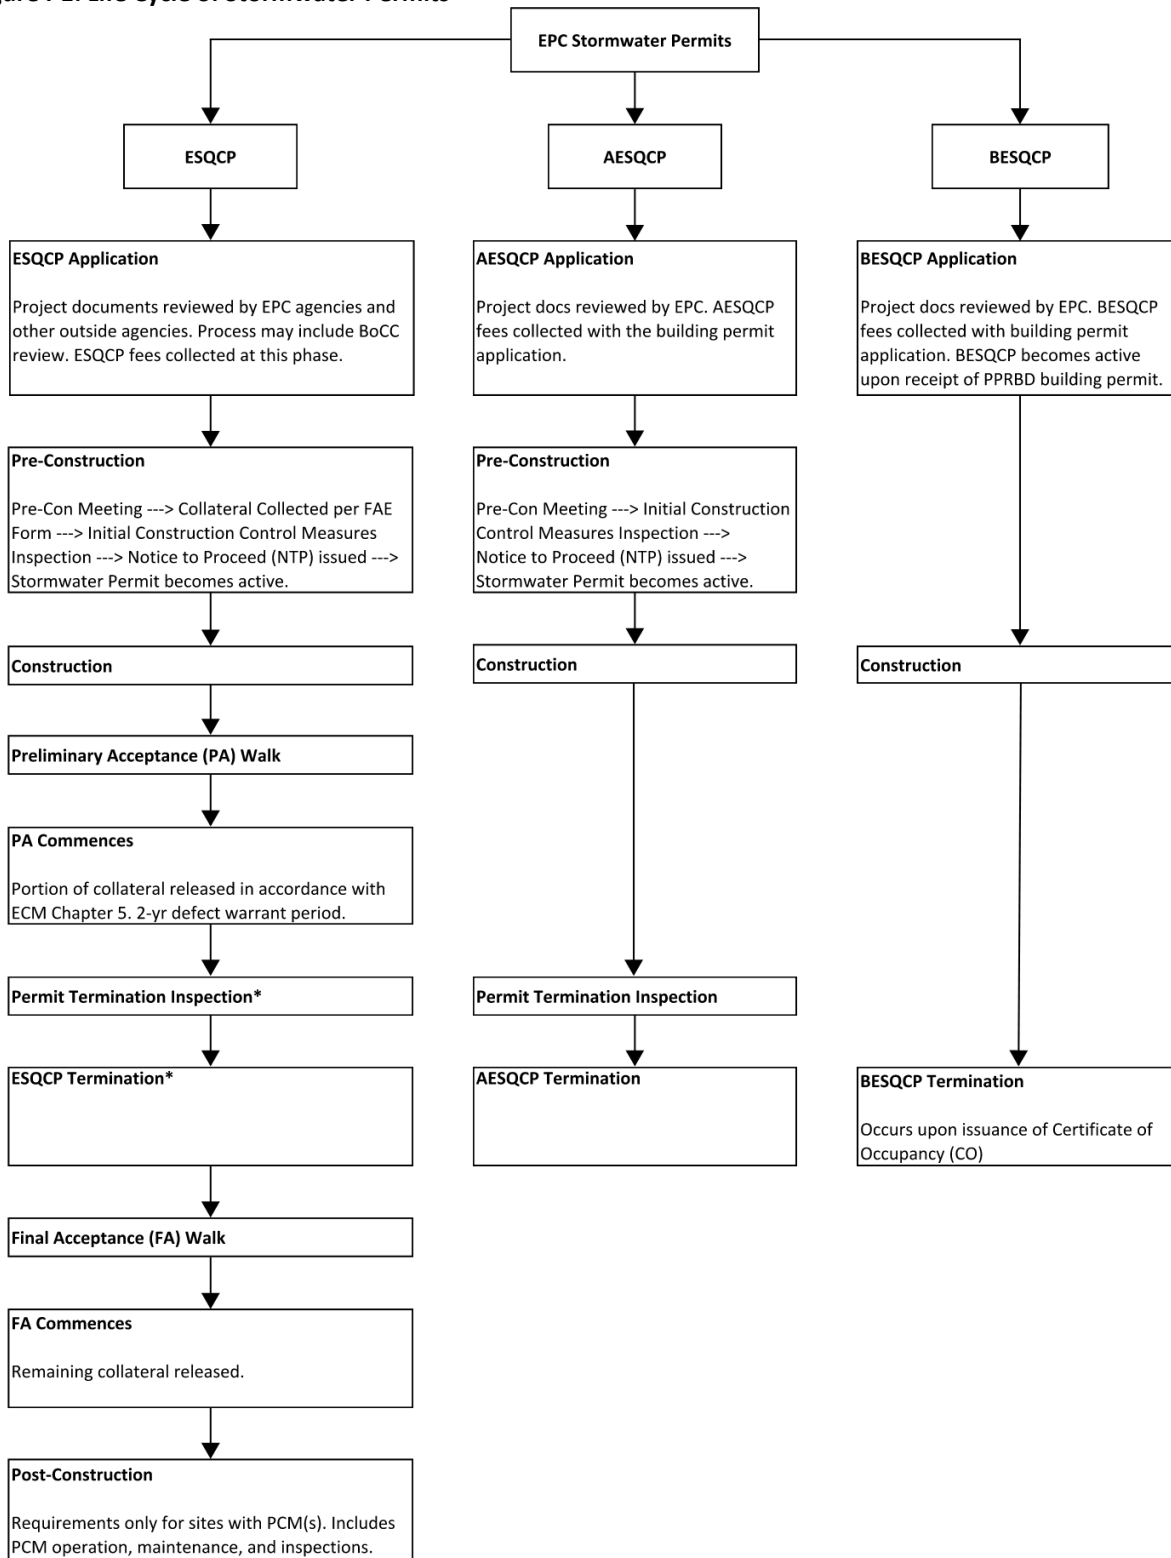 EPC Stormwater Permits
ESQCP
AESQCP
BESQCP
ESQCP Application
Project documents reviewed by EPC agencies and
other outside agencies. Process may include BoCC
review. ESQCP fees collected at this phase.
AESQCP Application
Project docs reviewed by EPC. AESQCP
fees collected with the building permit
application.
BESQCP Application
Project docs reviewed by EPC. BESQCP
fees collected with building permit
application. BESQCP becomes active
upon receipt of PPRBD building permit.
Pre-Construction
Pre-Con Meeting ---> Collateral Collected per FAE
Form ---> Initial Construction Control Measures
Inspection ---> Notice to Proceed (NTP) issued --->
Stormwater Permit becomes active.
Pre-Construction
Pre-Con Meeting ---> Initial Construction
Control Measures Inspection --->
Notice to Proceed (NTP) issued --->
Stormwater Permit becomes active.
Construction
Construction
Construction
Preliminary Acceptance (PA) Walk
PA Commences
Portion of collateral released in accordance with
ECM Chapter 5. 2-yr defect warrant period.
Permit Termination Inspection*
Permit Termination Inspection
ESQCP Termination*
AESQCP Termination
BESQCP Termination
Occurs upon issuance of Certificate of
Occupancy (CO)
Final Acceptance (FA) Walk
FA Commences
Remaining collateral released.
Post-Construction
Requirements only for sites with PCM(s). Includes
PCM operation, maintenance, and inspections.